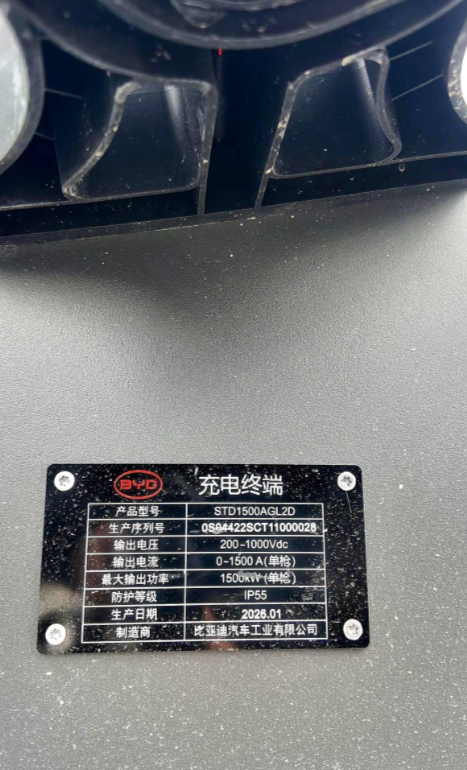 BYD 充电终端
产品型号 STD1500AGL2D
生产序列号 0S04422SCT11000028
输出电压 200-1000Vdc
输出电流 0-1500A(单枪)
最大输出功率 1500kW(单枪)
防护等级 IP55
生产日期 2026.01
制造商 比亚迪汽车工业有限公司